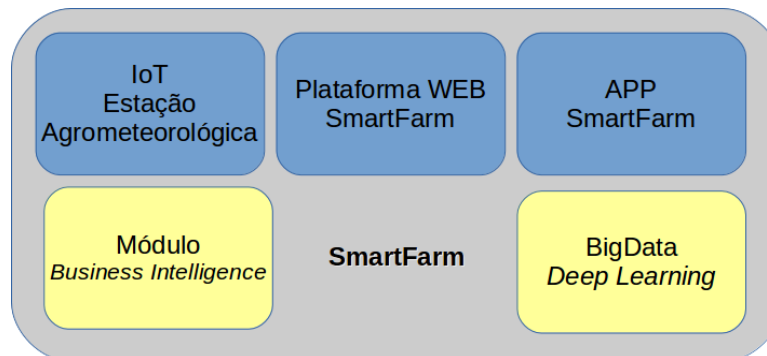 IoT
Estação
Agrometeorológica
Plataforma WEB
SmartFarm
APP
SmartFarm
Módulo
Business Intelligence
SmartFarm
BigData
Deep Learning